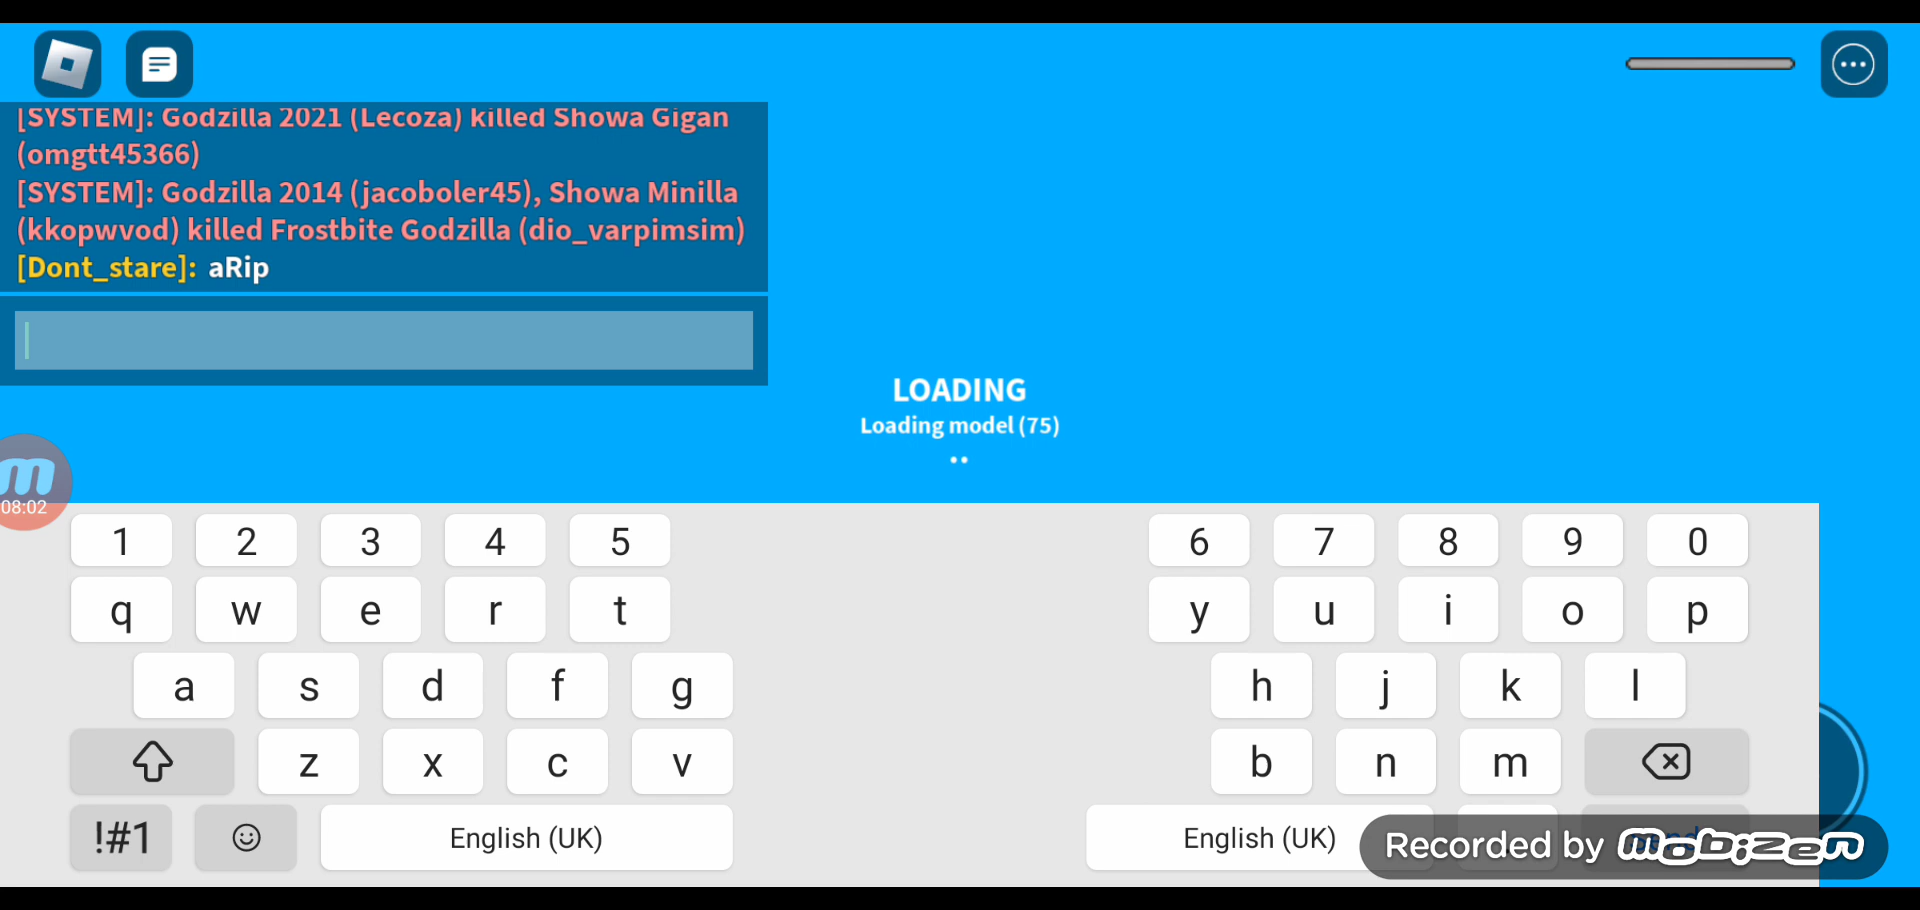 [SYSTEM]: Godzilla 2021 (Lecoza) killed Showa Gigan
(omgtt45366)
[SYSTEM]: Godzilla 2014 (jacoboler45), Showa Minilla
(kkopwvod) killed Frostbite Godzilla (dio_varpimsim)
[Dont_stare]: aRip
LOADING
Loading model (75)
m
08:02
1 2 3 4 5 6 7 8 9 0
q w e r t y u i o p
a s d f g h j k l
z x c v b n m
!#1 English (UK) English (UK)
Recorded by mobizen